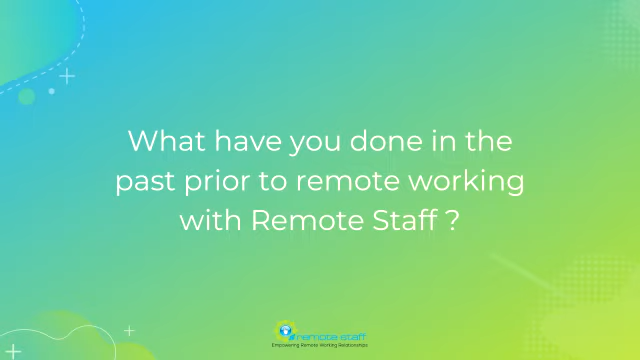 What have you done in the
past prior to remote working
with Remote Staff ?
remote staff
Empowering Remote Working Relationships